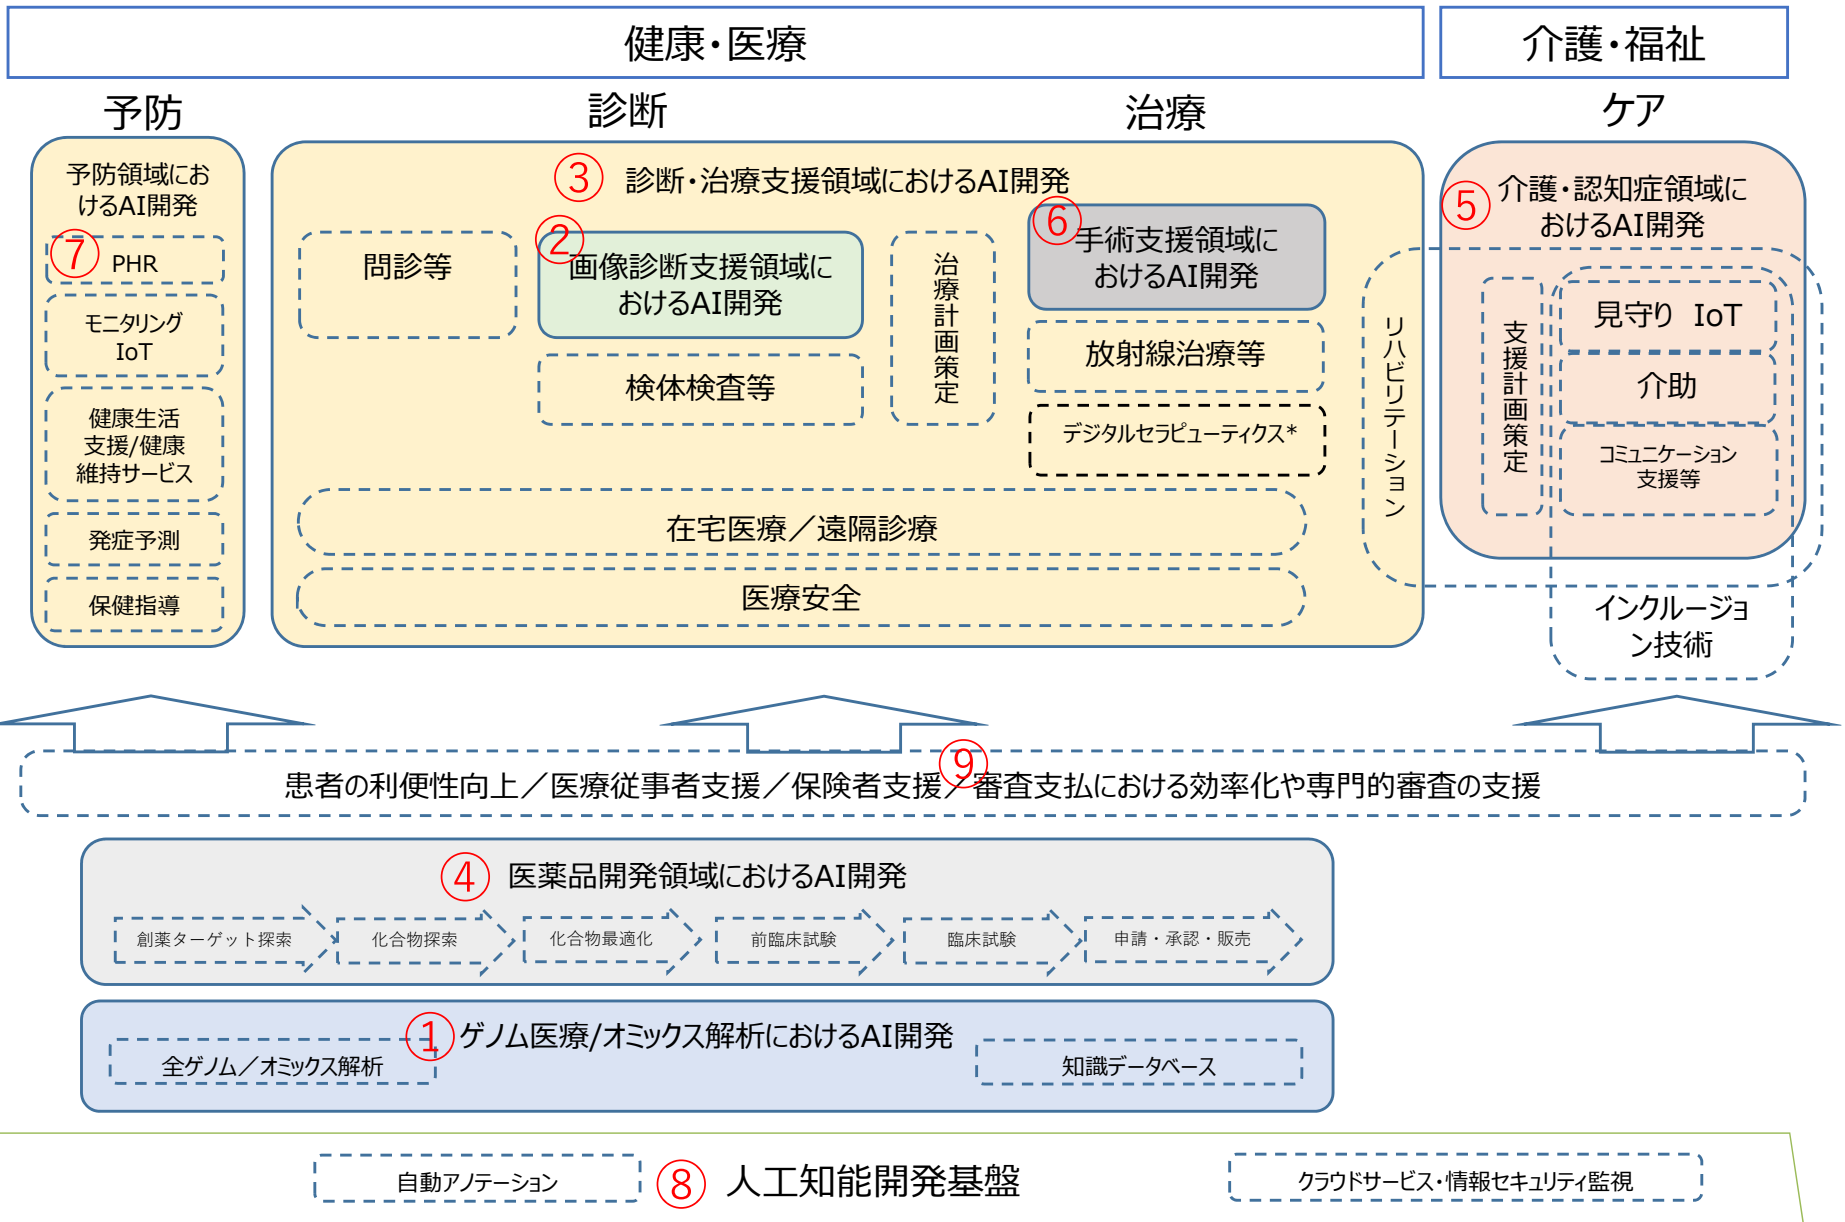 健康・医療
介護・福祉
予防
診断
治療
ケア
予防領域にお
けるAI開発
⑦
PHR
モニタリング
IoT
健康生活
支援/健康
維持サービス
発症予測
保健指導
③ 診断・治療支援領域におけるAI開発
問診等
②
画像診断支援領域に
おけるAI開発
検体検査等
治療計画策定
⑥
手術支援領域に
おけるAI開発
放射線治療等
デジタルセラピューティクス*
在宅医療／遠隔診療
医療安全
リハビリテーション
⑤
介護・認知症領域に
おけるAI開発
支援計画策定
見守り IoT
介助
コミュニケーション
支援等
インクルージョ
ン技術
⑨
患者の利便性向上／医療従事者支援／保険者支援／審査支払における効率化や専門的審査の支援
④ 医薬品開発領域におけるAI開発
創薬ターゲット探索
化合物探索
化合物最適化
前臨床試験
臨床試験
申請・承認・販売
① ゲノム医療/オミックス解析におけるAI開発
全ゲノム／オミックス解析
知識データベース
自動アノテーション
⑧ 人工知能開発基盤
クラウドサービス・情報セキュリティ監視